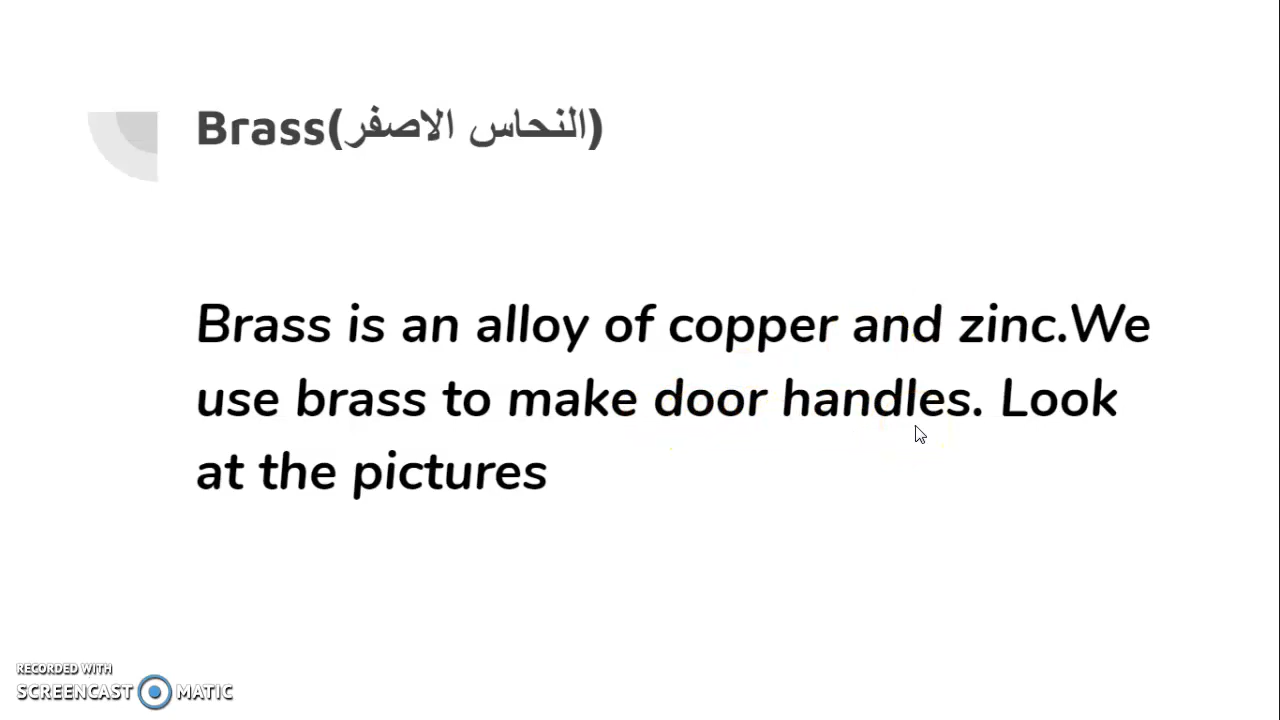 Brass(النحاس الاصفر)
Brass is an alloy of copper and zinc.We
use brass to make door handles. Look
at the pictures
RECORDED WITH
SCREENCAST MATIC